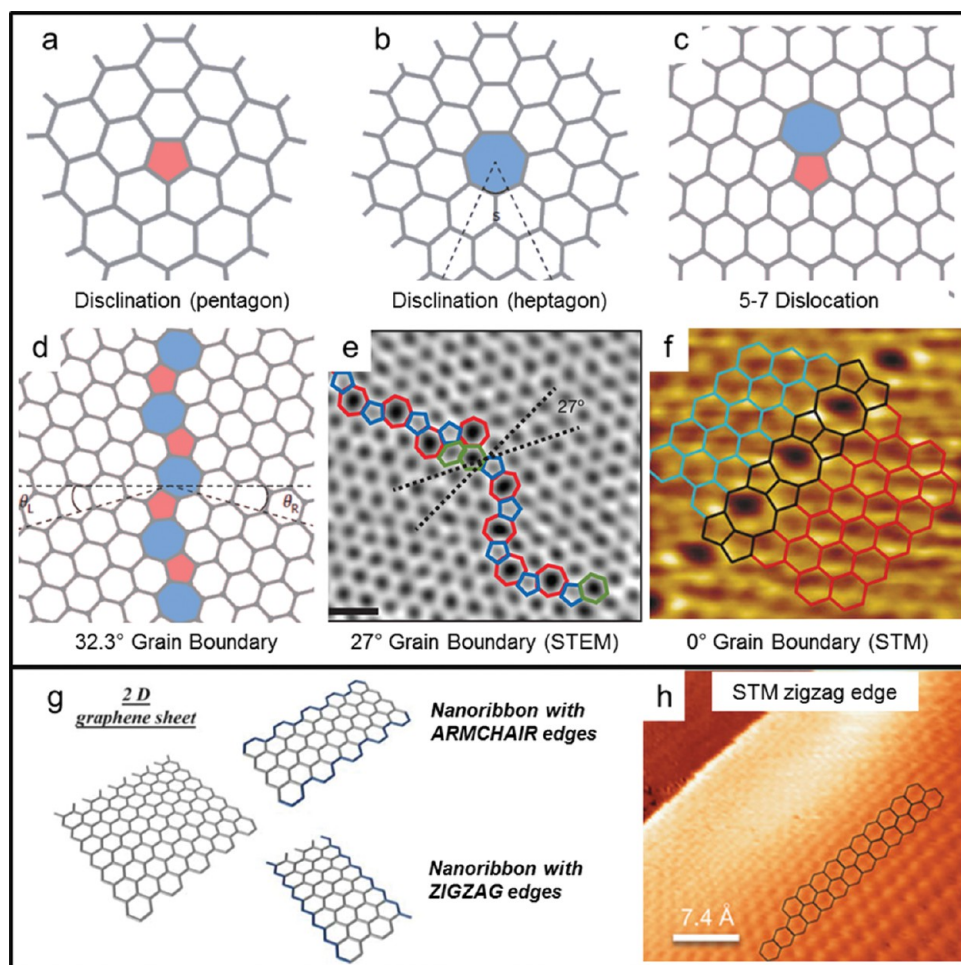 a
b
c
s
Disclination (pentagon)
Disclination (heptagon)
5-7 Dislocation
d
e
f
θL
θR
27°
32.3° Grain Boundary
27° Grain Boundary (STEM)
0° Grain Boundary (STM)
g
2 D
graphene sheet
Nanoribbon with
ARMCHAIR edges
Nanoribbon with
ZIGZAG edges
h
STM zigzag edge
7.4 Å